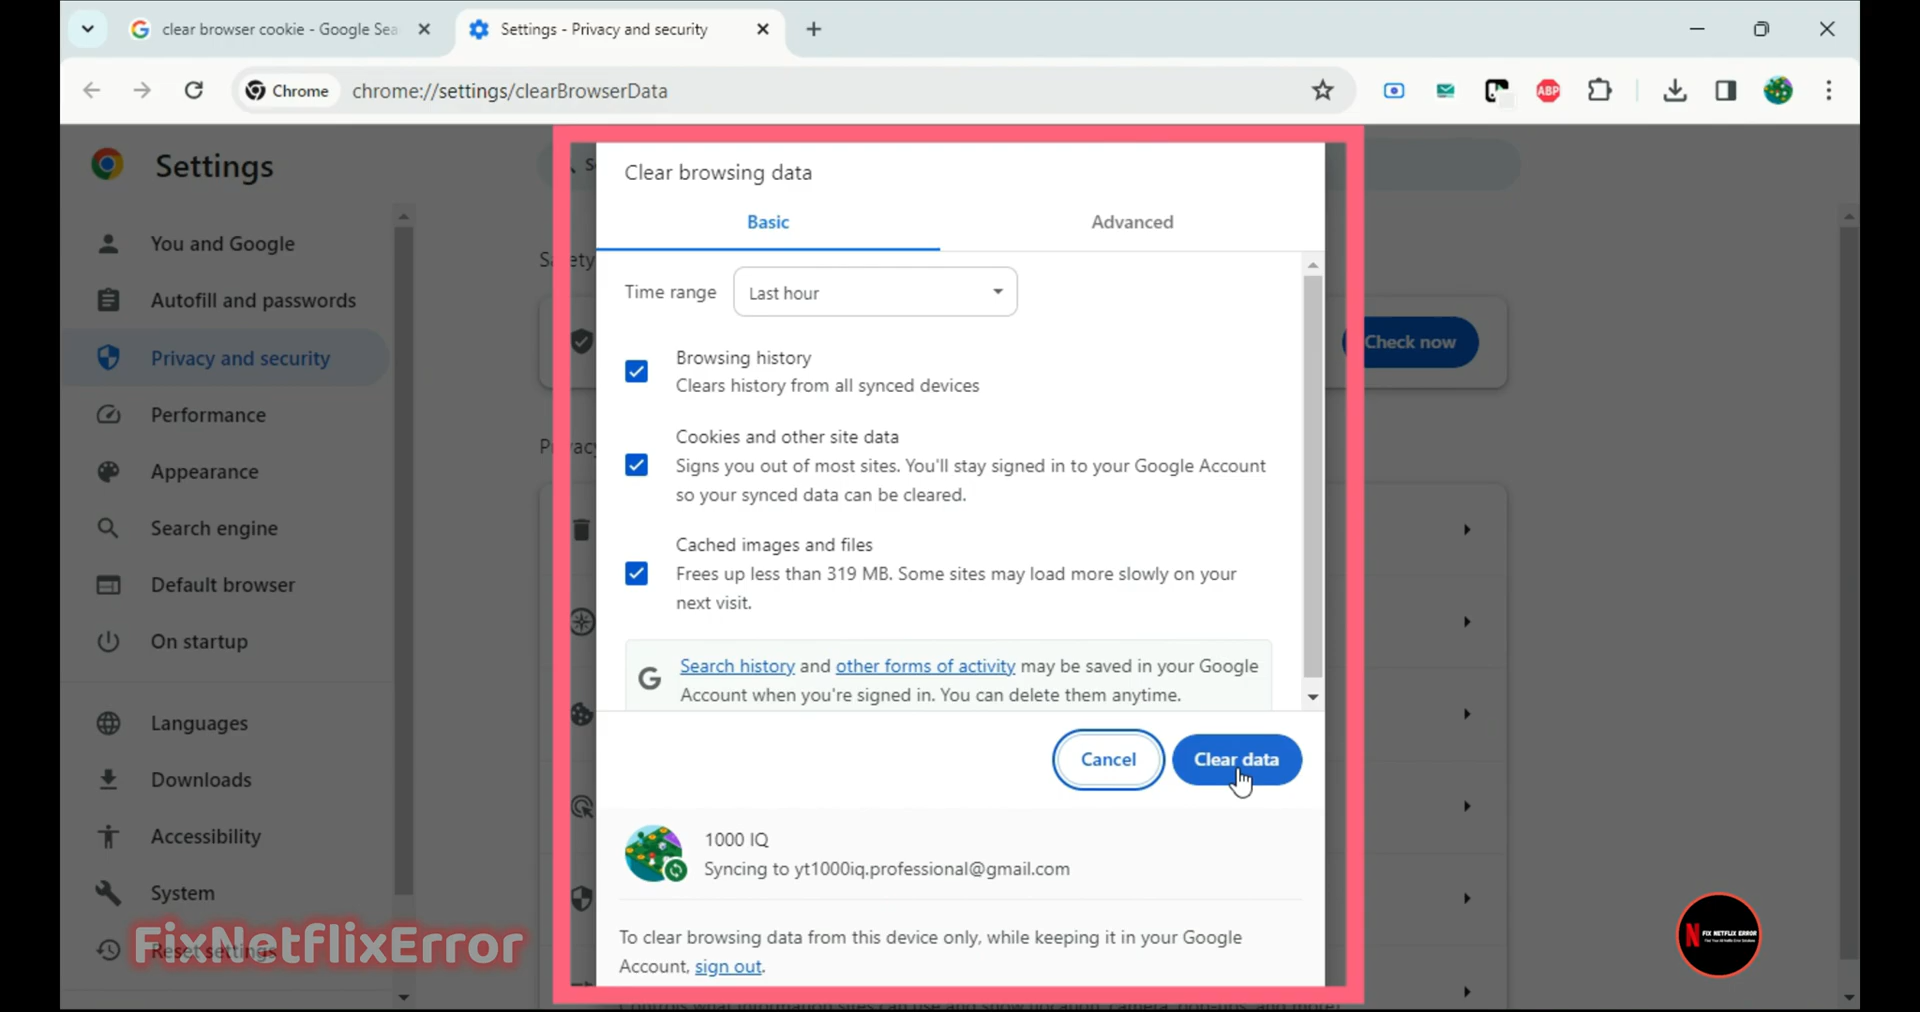 clear browser cookie - Google Sea
Settings - Privacy and security
Chrome
chrome://settings/clearBrowserData
ABP
Settings
You and Google
Autofill and passwords
Privacy and security
Performance
Appearance
Search engine
Default browser
On startup
Languages
Downloads
Accessibility
System
Reset settings
FixNetflixError
Check now
Clear browsing data
Basic
Advanced
Time range
Last hour
Browsing history
Clears history from all synced devices
Cookies and other site data
Signs you out of most sites. You'll stay signed in to your Google Account
so your synced data can be cleared.
Cached images and files
Frees up less than 319 MB. Some sites may load more slowly on your
next visit.
G
Search history and other forms of activity may be saved in your Google
Account when you're signed in. You can delete them anytime.
Cancel
Clear data
1000 IQ
Syncing to yt1000iq.professional@gmail.com
To clear browsing data from this device only, while keeping it in your Google
Account, sign out.
N FIX NETFLIX ERROR